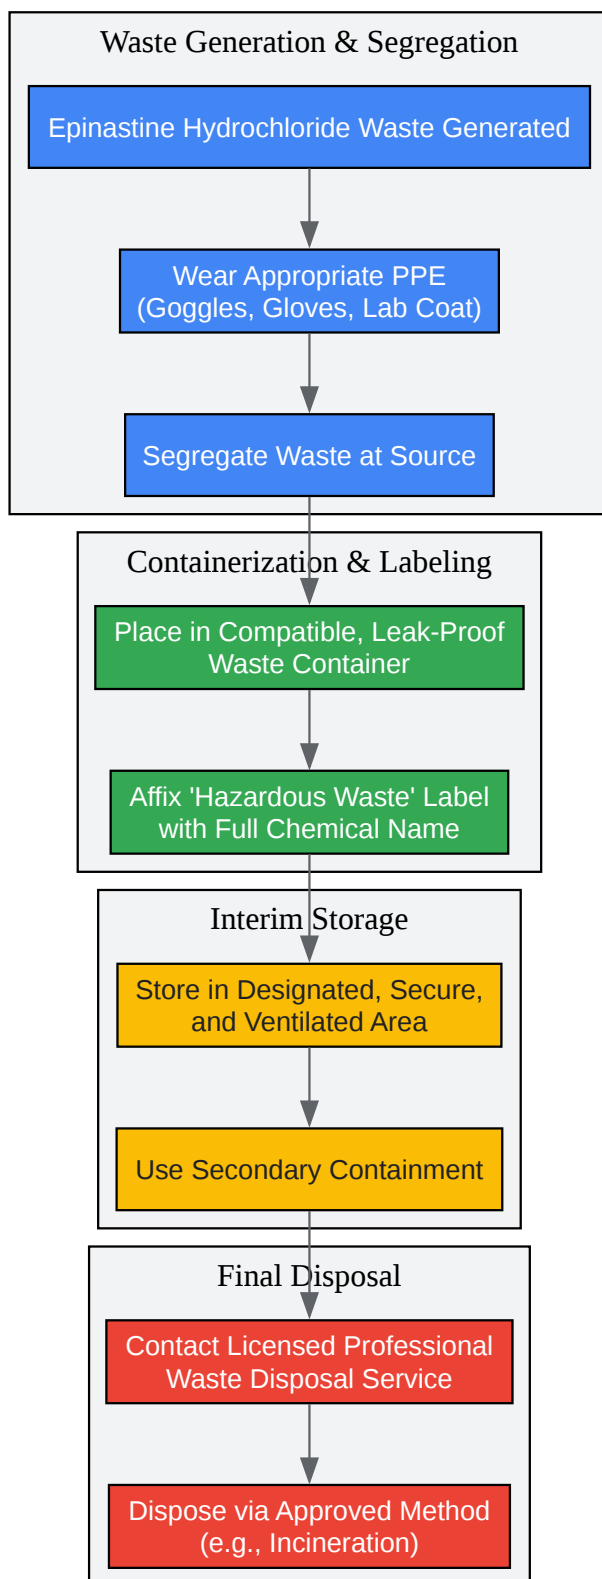 Waste Generation & Segregation
Epinastine Hydrochloride Waste Generated
Wear Appropriate PPE
(Goggles, Gloves, Lab Coat)
Segregate Waste at Source
Containerization & Labeling
Place in Compatible, Leak-Proof
Waste Container
Affix 'Hazardous Waste' Label
with Full Chemical Name
Interim Storage
Store in Designated, Secure,
and Ventilated Area
Use Secondary Containment
Final Disposal
Contact Licensed Professional
Waste Disposal Service
Dispose via Approved Method
(e.g., Incineration)